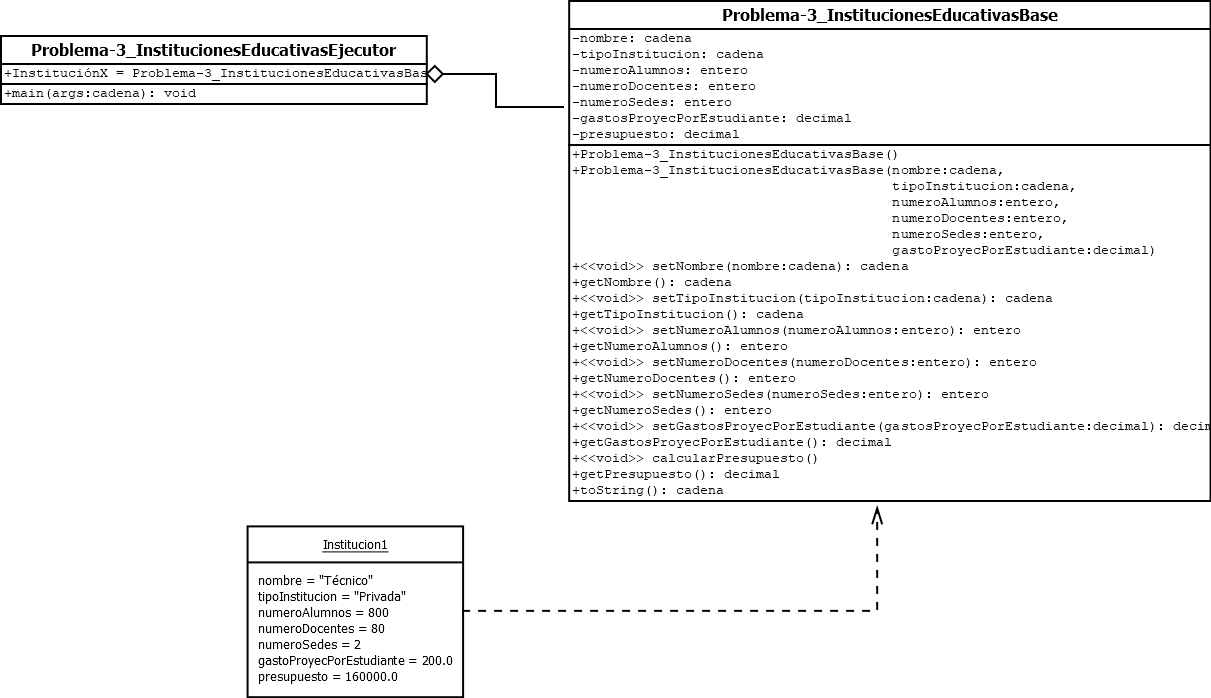 Problema-3_InstitucionesEducativasEjecutor
+InstituciónX = Problema-3_InstitucionesEducativasBas
+main(args:cadena): void
Problema-3_InstitucionesEducativasBase
-nombre: cadena
-tipoInstitucion: cadena
-numeroAlumnos: entero
-numeroDocentes: entero
-numeroSedes: entero
-gastosProyecPorEstudiante: decimal
-presupuesto: decimal
+Problema-3_InstitucionesEducativasBase()
+Problema-3_InstitucionesEducativasBase(nombre:cadena,
tipoInstitucion:cadena,
numeroAlumnos:entero,
numeroDocentes:entero,
numeroSedes:entero,
gastoProyecPorEstudiante:decimal)
+<<void>> setNombre(nombre:cadena): cadena
+getNombre(): cadena
+<<void>> setTipoInstitucion(tipoInstitucion:cadena): cadena
+getTipoInstitucion(): cadena
+<<void>> setNumeroAlumnos(numeroAlumnos:entero): entero
+getNumeroAlumnos(): entero
+<<void>> setNumeroDocentes(numeroDocentes:entero): entero
+getNumeroDocentes(): entero
+<<void>> setNumeroSedes(numeroSedes:entero): entero
+getNumeroSedes(): entero
+<<void>> setGastosProyecPorEstudiante(gastosProyecPorEstudiante:decimal): decim
+getGastosProyecPorEstudiante(): decimal
+<<void>> calcularPresupuesto()
+getPresupuesto(): decimal
+toString(): cadena
Institucion1
nombre = "Técnico"
tipoInstitucion = "Privada"
numeroAlumnos = 800
numeroDocentes = 80
numeroSedes = 2
gastoProyecPorEstudiante = 200.0
presupuesto = 160000.0